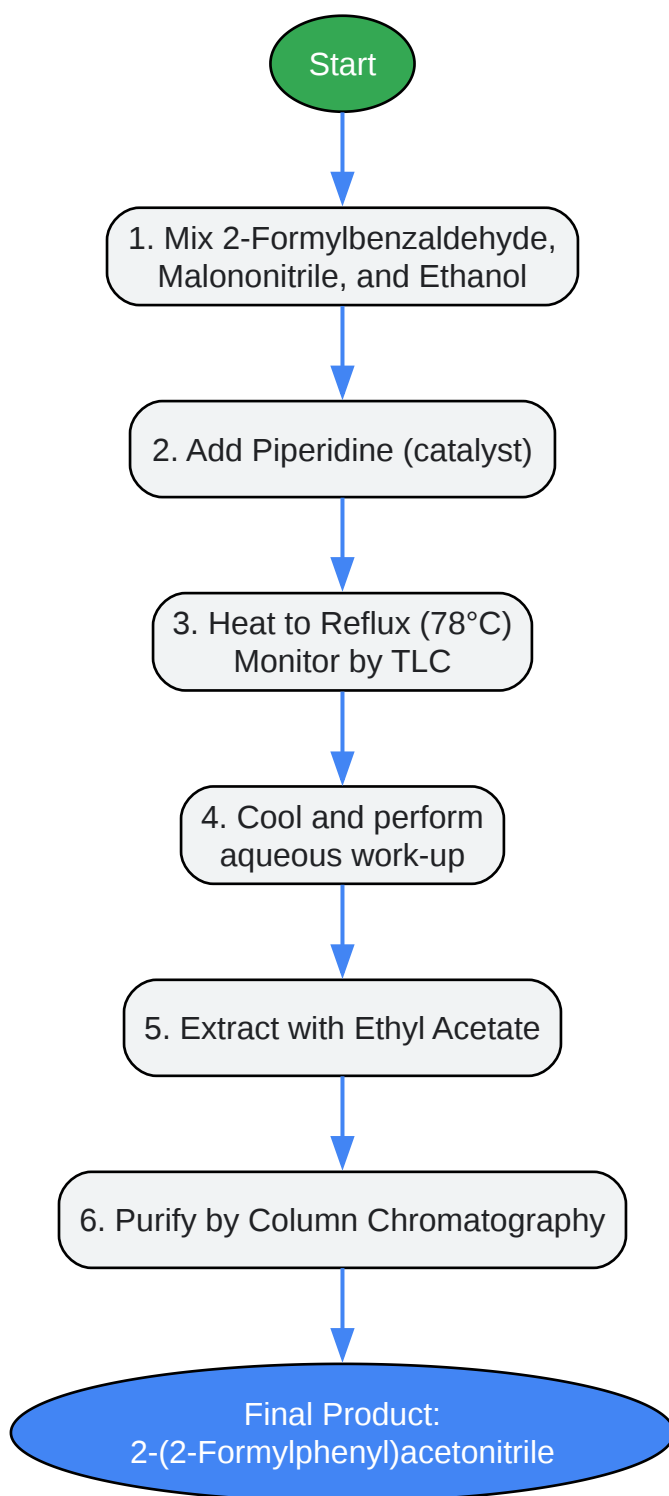 Start
1. Mix 2-Formylbenzaldehyde,
Malononitrile, and Ethanol
2. Add Piperidine (catalyst)
3. Heat to Reflux (78°C)
Monitor by TLC
4. Cool and perform
aqueous work-up
5. Extract with Ethyl Acetate
6. Purify by Column Chromatography
Final Product:
2-(2-Formylphenyl)acetonitrile